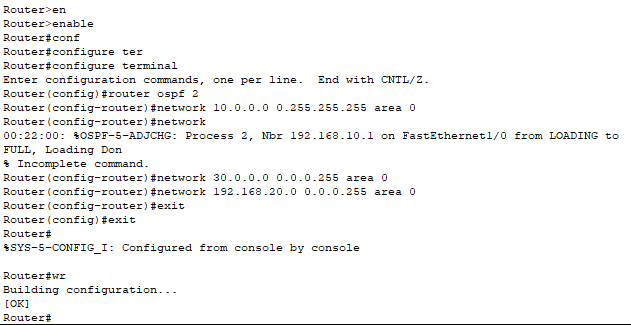 Router>en
Router>enable
Router#conf
Router#configure ter
Router#configure terminal
Enter configuration commands, one per line.  End with CNTL/Z.
Router(config)#router ospf 2
Router(config-router)#network 10.0.0.0 0.255.255.255 area 0
Router(config-router)#network
00:22:00: %OSPF-5-ADJCHG: Process 2, Nbr 192.168.10.1 on FastEthernet1/0 from LOADING to
FULL, Loading Don
% Incomplete command.
Router(config-router)#network 30.0.0.0 0.0.0.255 area 0
Router(config-router)#network 192.168.20.0 0.0.0.255 area 0
Router(config-router)#exit
Router(config)#exit
Router#
%SYS-5-CONFIG_I: Configured from console by console
Router#wr
Building configuration...
[OK]
Router#